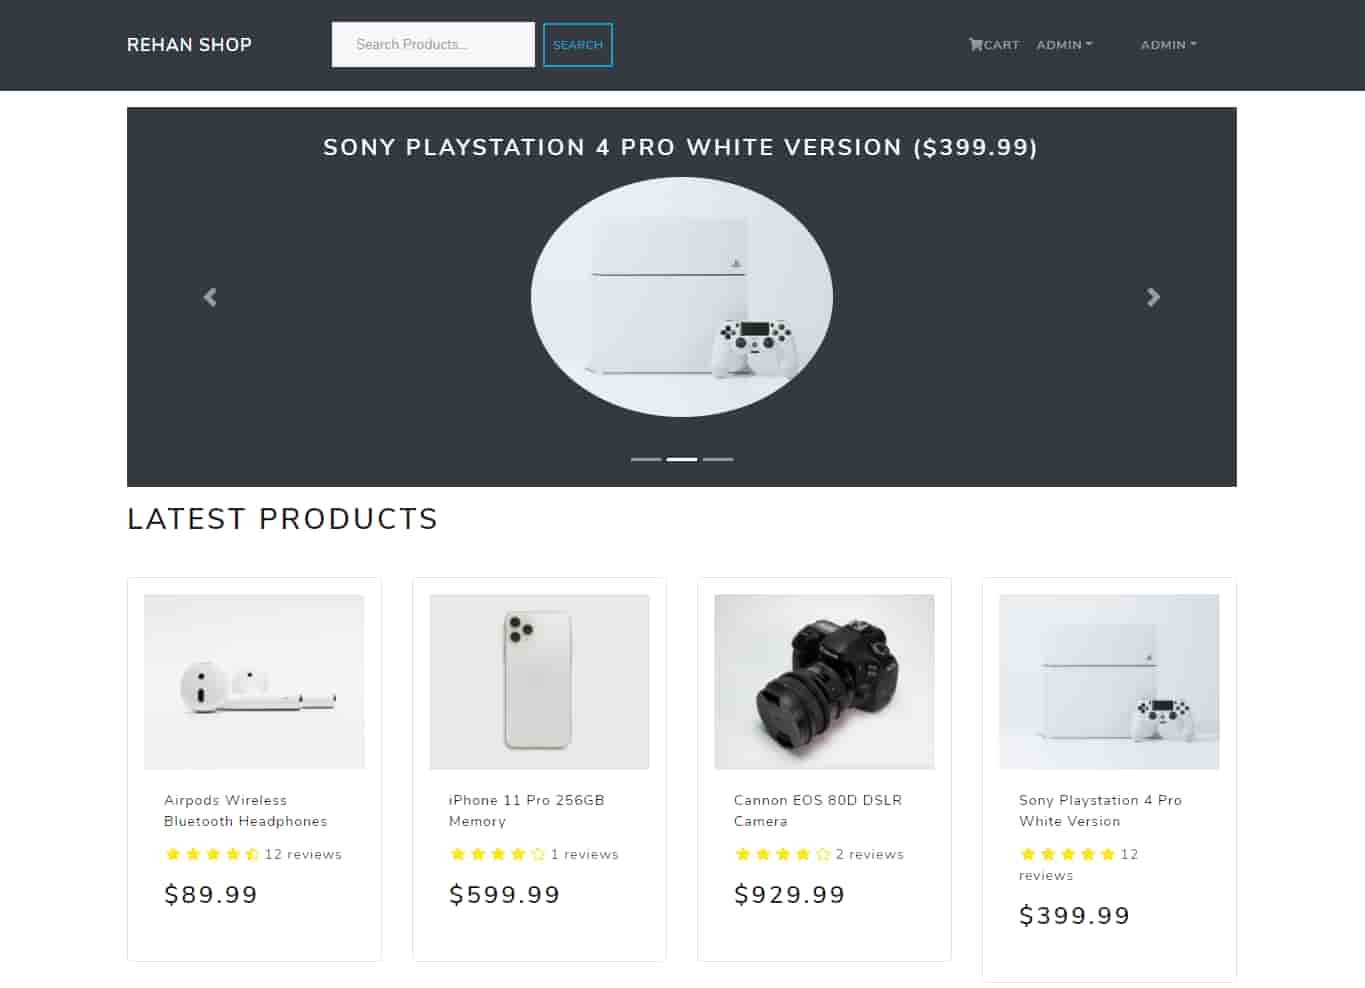 REHAN SHOP
Search Products...
SEARCH
CART
ADMIN
ADMIN
SONY PLAYSTATION 4 PRO WHITE VERSION ($399.99)
LATEST PRODUCTS
Airpods Wireless
Bluetooth Headphones
12 reviews
$89.99
iPhone 11 Pro 256GB
Memory
1 reviews
$599.99
Cannon EOS 80D DSLR
Camera
2 reviews
$929.99
Sony Playstation 4 Pro
White Version
12
reviews
$399.99